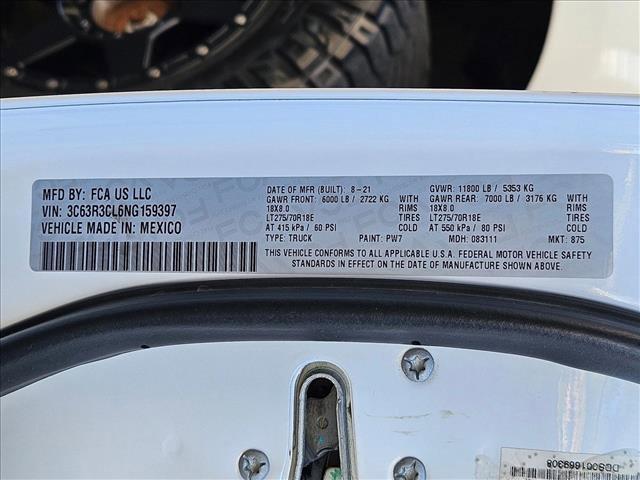 MFD BY: FCA US LLC
VIN: 3C63R3CL6NG159397
VEHICLE MADE IN: MEXICO
DATE OF MFR (BUILT): 8-21
GAWR FRONT: 6000 LB / 2722 KG WITH
18X8.0 RIMS
LT275/70R18E
AT 415 kPa / 60 PSI COLD
TYPE: TRUCK PAINT: PW7
GVWR: 11800 LB / 5353 KG
GAWR REAR: 7000 LB / 3176 KG WITH
18X8.0 RIMS
LT275/70R18E
AT 550 kPa / 80 PSI COLD
MDH: 083111 MKT: 875
THIS VEHICLE CONFORMS TO ALL APPLICABLE U.S.A. FEDERAL MOTOR VEHICLE SAFETY
STANDARDS IN EFFECT ON THE DATE OF MANUFACTURE SHOWN ABOVE.